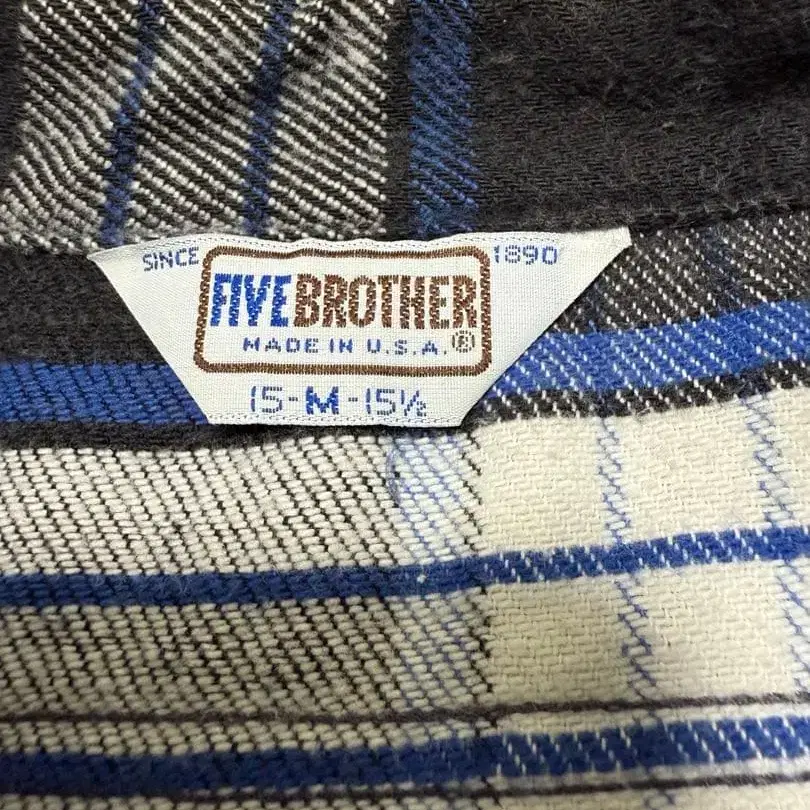 SINCE 1890
FIVE BROTHER
MADE IN U.S.A.®
15-M-15½